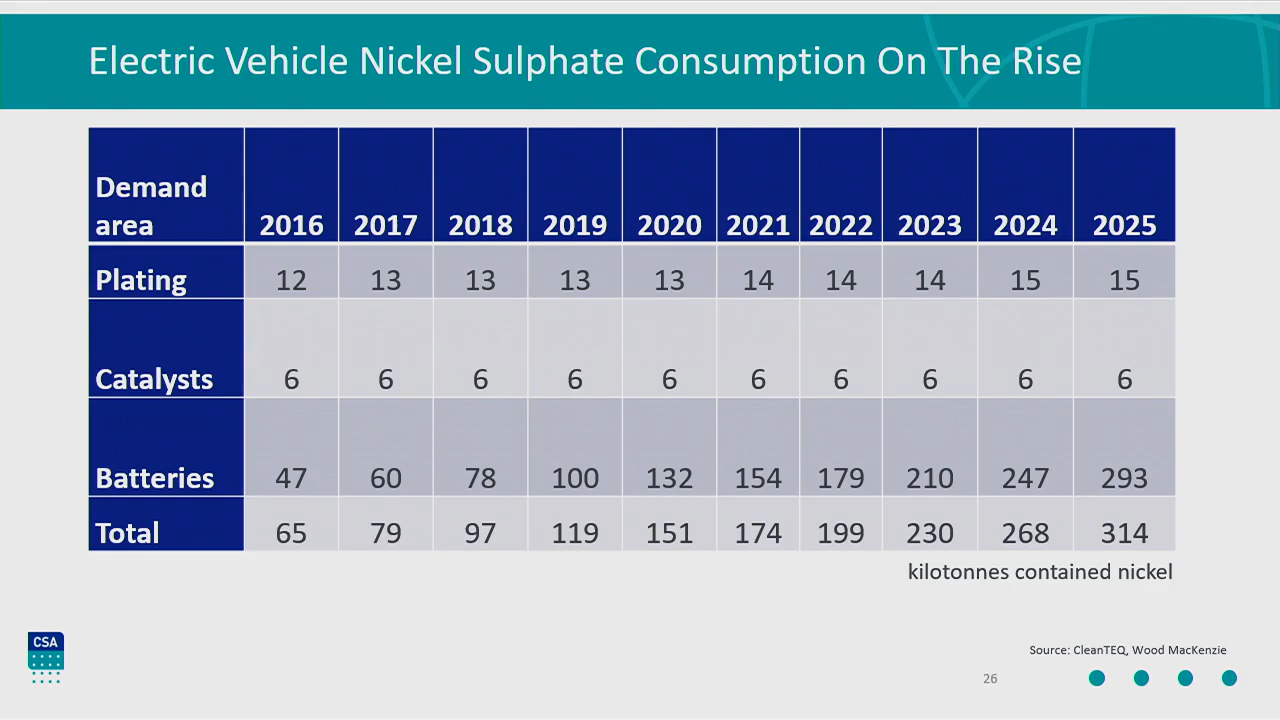 Electric Vehicle Nickel Sulphate Consumption On The Rise
Demand
area 2016 2017 2018 2019 2020 2021 2022 2023 2024 2025
Plating 12 13 13 13 13 14 14 14 15 15
Catalysts 6 6 6 6 6 6 6 6 6 6
Batteries 47 60 78 100 132 154 179 210 247 293
Total 65 79 97 119 151 174 199 230 268 314
kilotonnes contained nickel
CSA
Source: CleanTEQ, Wood MacKenzie
26